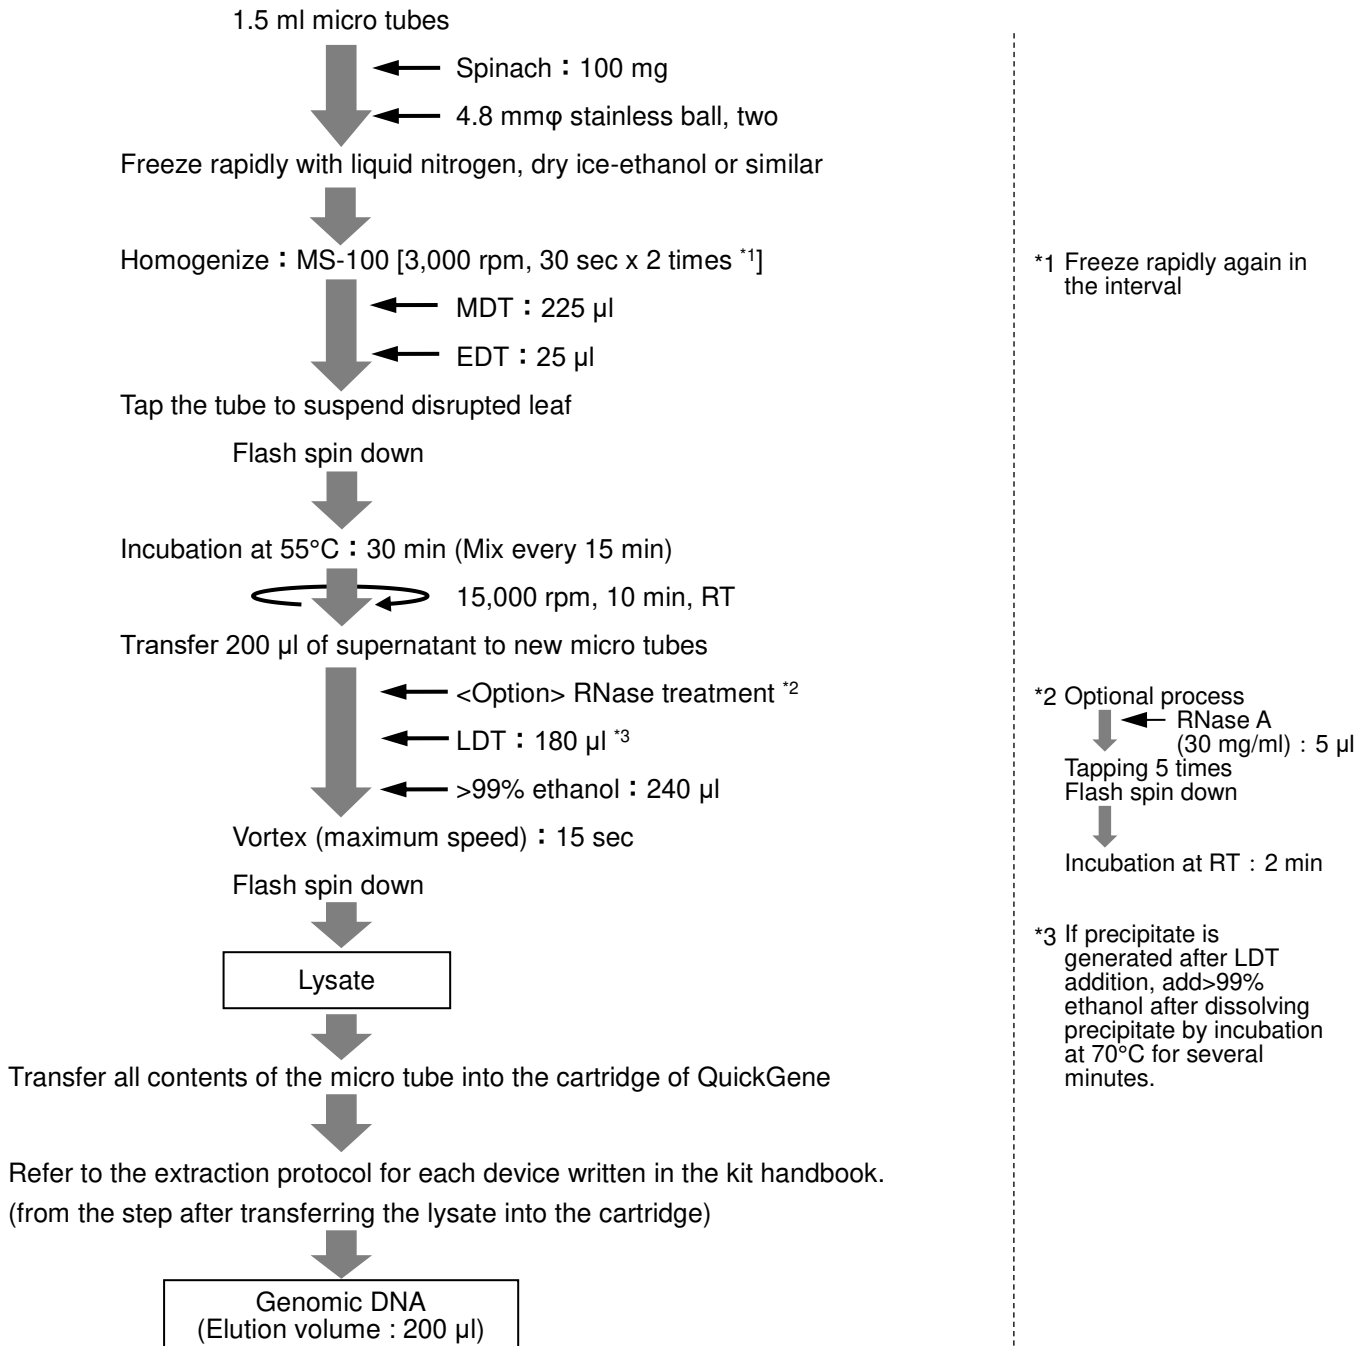 1.5 ml micro tubes
Spinach：100 mg
4.8 mmφ stainless ball, two
Freeze rapidly with liquid nitrogen, dry ice-ethanol or similar
Homogenize：MS-100 [3,000 rpm, 30 sec x 2 times *1]
*1 Freeze rapidly again in
the interval
MDT：225 µl
EDT：25 µl
Tap the tube to suspend disrupted leaf
Flash spin down
Incubation at 55°C：30 min (Mix every 15 min)
15,000 rpm, 10 min, RT
Transfer 200 µl of supernatant to new micro tubes
<Option> RNase treatment *2
LDT：180 µl *3
>99% ethanol：240 µl
Vortex (maximum speed)：15 sec
Flash spin down
*2 Optional process
RNase A
(30 mg/ml)：5 µl
Tapping 5 times
Flash spin down
Incubation at RT：2 min
*3 If precipitate is
generated after LDT
addition, add>99%
ethanol after dissolving
precipitate by incubation
at 70°C for several
minutes.
Lysate
Transfer all contents of the micro tube into the cartridge of QuickGene
Refer to the extraction protocol for each device written in the kit handbook.
(from the step after transferring the lysate into the cartridge)
Genomic DNA
(Elution volume : 200 µl)